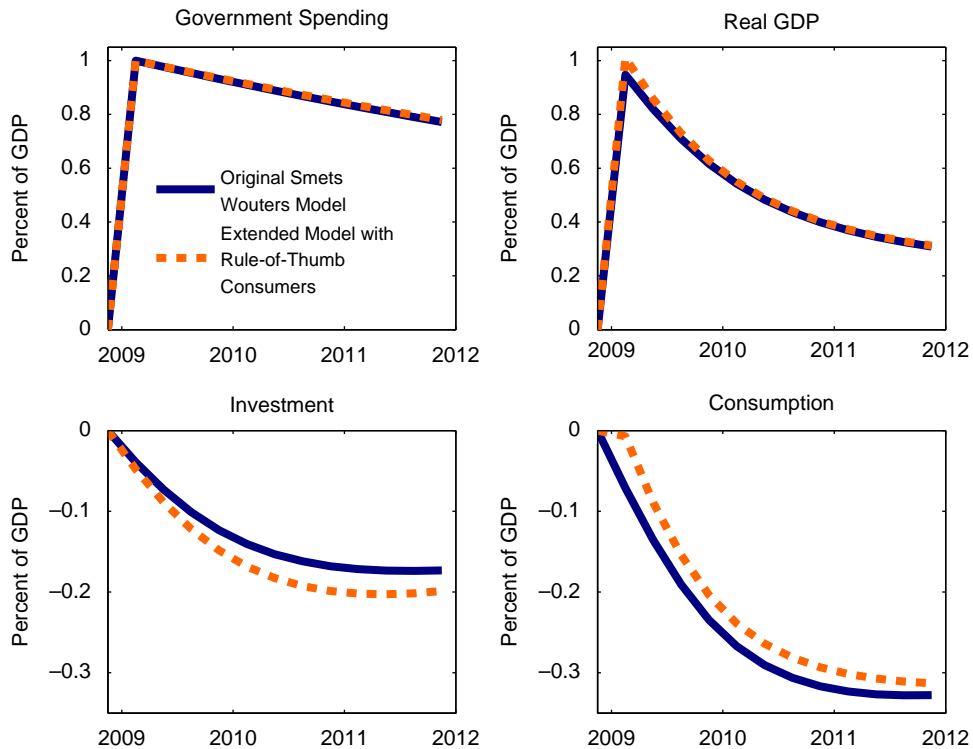 Government Spending
Real GDP
Percent of GDP
1
0.8
0.6
0.4
0.2
0
2009 2010 2011 2012
Original Smets
Wouters Model
Extended Model with
Rule-of-Thumb
Consumers
Percent of GDP
1
0.8
0.6
0.4
0.2
0
2009 2010 2011 2012
Investment
Consumption
Percent of GDP
0
–0.1
–0.2
–0.3
2009 2010 2011 2012
Percent of GDP
0
–0.1
–0.2
–0.3
2009 2010 2011 2012